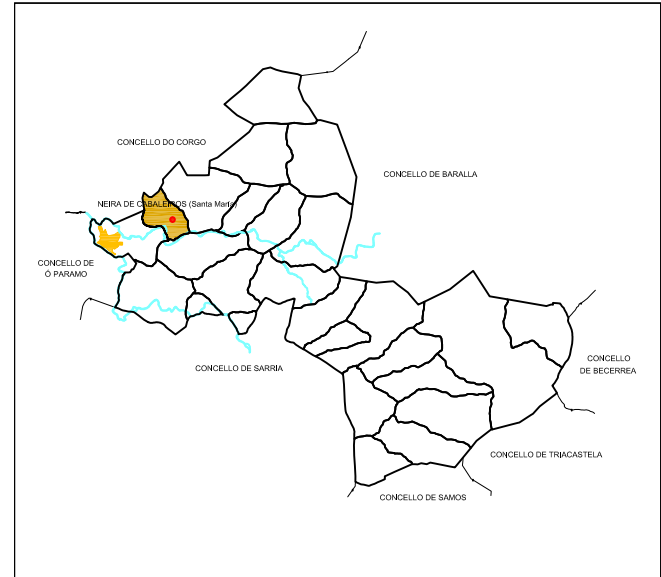 CONCELLO DO CORGO
CONCELLO DE BARALLA
NEIRA DE CABALEIROS (Santa María)
CONCELLO DE
Ó PARAMO
CONCELLO DE SARRIA
CONCELLO
DE BECERREA
CONCELLO DE TRIACASTELA
CONCELLO DE SAMOS